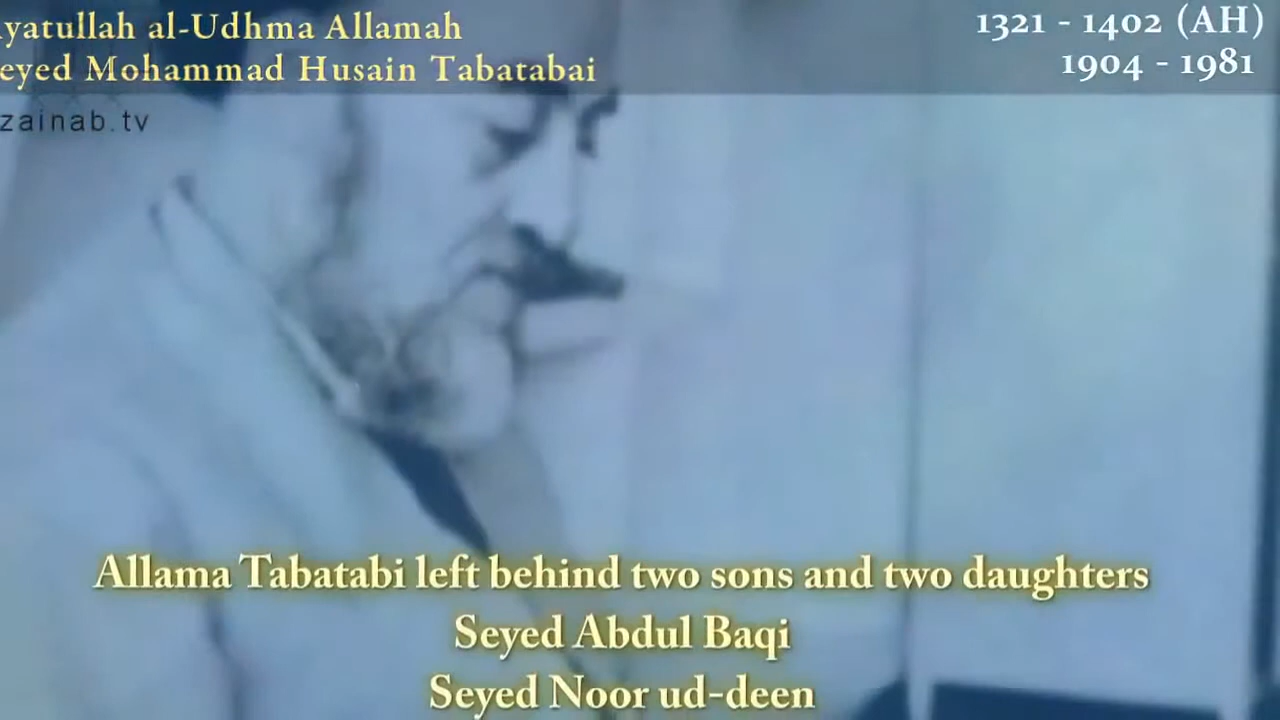 yatullah al-Udhma Allamah
eyed Mohammad Husain Tabatabai
1321 - 1402 (AH)
1904 - 1981
zainab.tv
Allama Tabatabi left behind two sons and two daughters
Seyed Abdul Baqi
Seyed Noor ud-deen